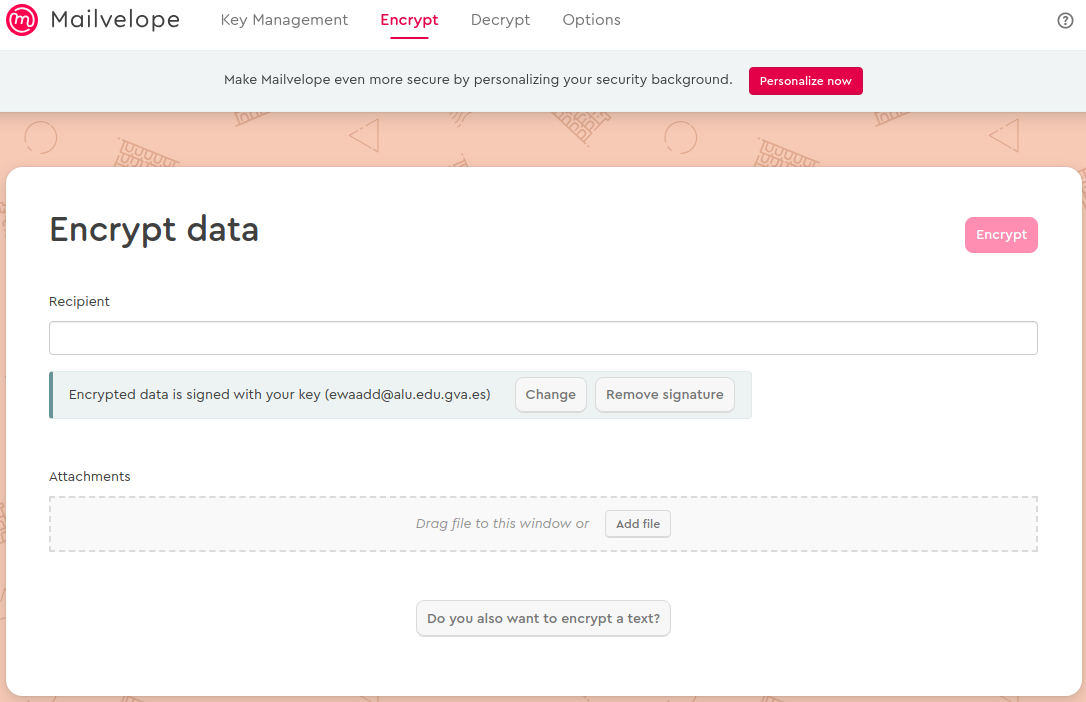 Mailvelope Key Management Encrypt Decrypt Options ?
Make Mailvelope even more secure by personalizing your security background. Personalize now
Encrypt data
Encrypt
Recipient
Encrypted data is signed with your key (ewaadd@alu.edu.gva.es) Change Remove signature
Attachments
Drag file to this window or Add file
Do you also want to encrypt a text?